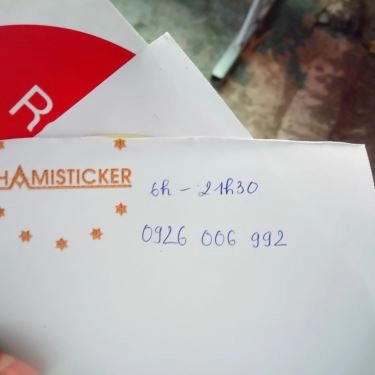 R
HAMISTICKER
6h - 21h30
0926 006 992